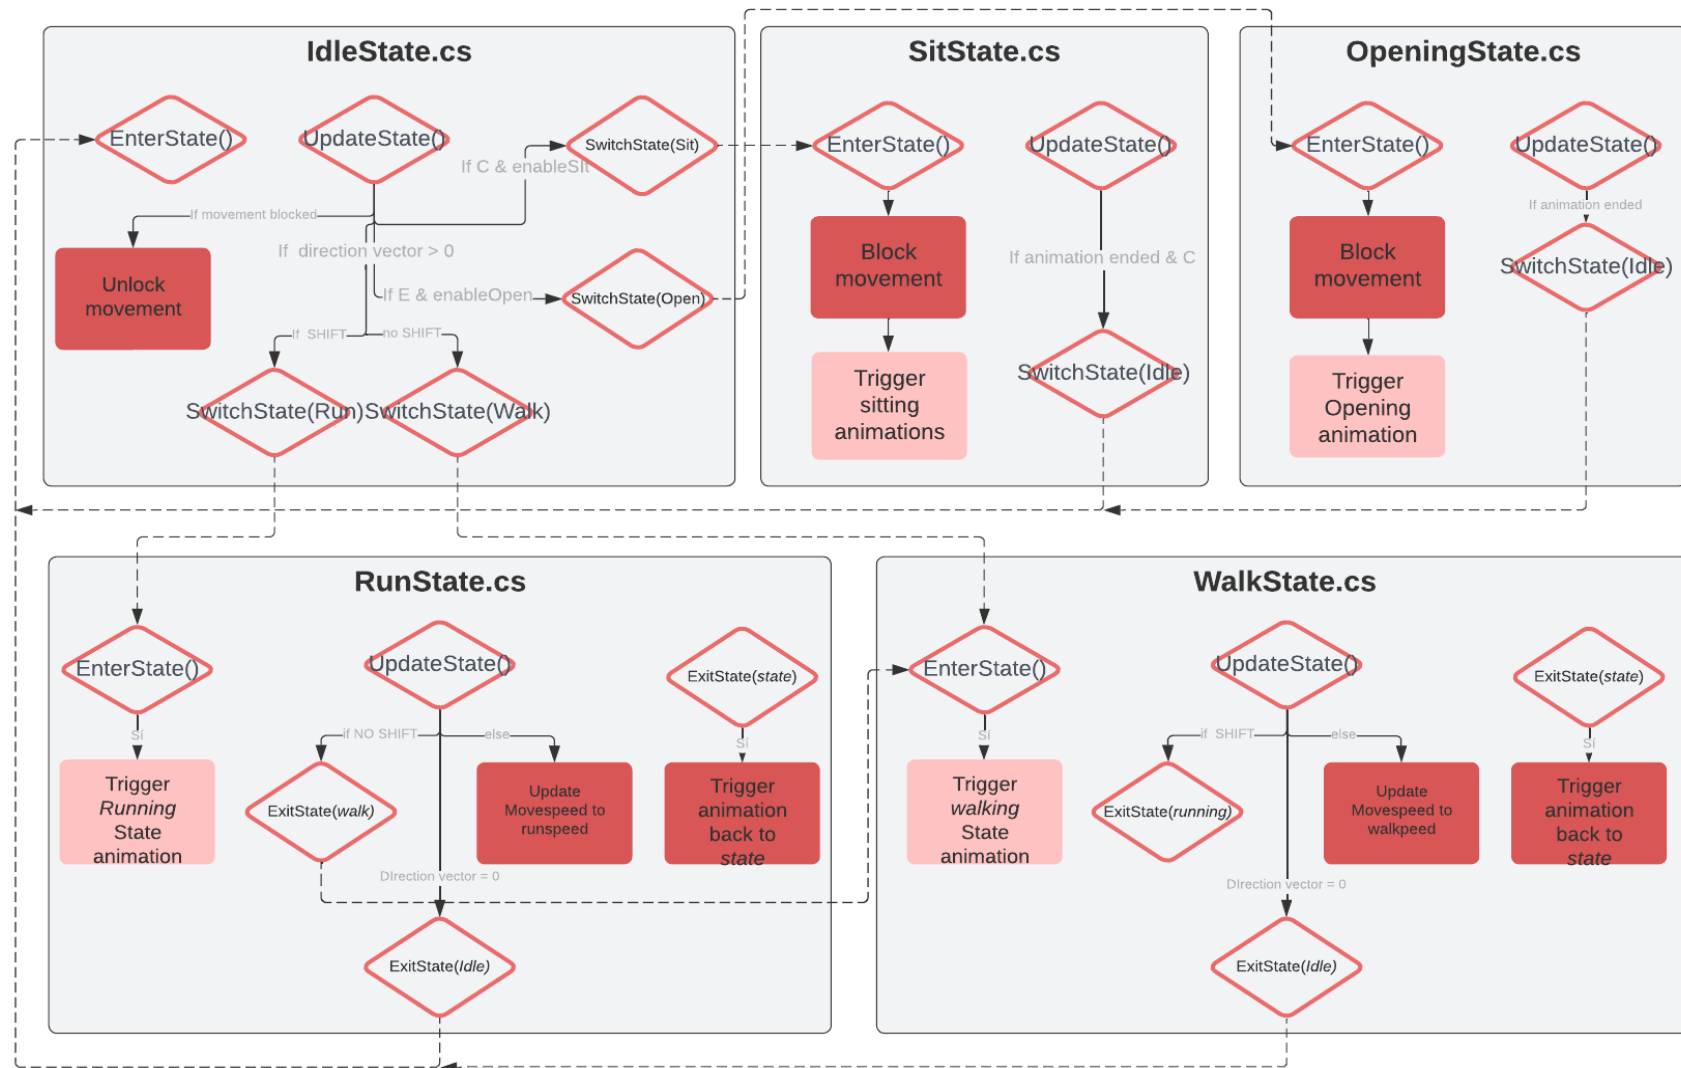 IdleState.cs
EnterState()
UpdateState()
SwitchState(Sit)
If C & enableSIt
If movement blocked
If direction vector > 0
Unlock
movement
If E & enableOpen
SwitchState(Open)
If SHIFT
no SHIFT
SwitchState(Run)
SwitchState(Walk)
SitState.cs
EnterState()
UpdateState()
Block
movement
If animation ended & C
Trigger
sitting
animations
SwitchState(Idle)
OpeningState.cs
EnterState()
UpdateState()
If animation ended
Block
movement
SwitchState(Idle)
Trigger
Opening
animation
RunState.cs
EnterState()
UpdateState()
ExitState(state)
Sí
if NO SHIFT
else
Sí
Trigger
Running
State
animation
ExitState(walk)
Update
Movespeed to
runspeed
Trigger
animation
back to
state
DIrection vector = 0
ExitState(Idle)
WalkState.cs
EnterState()
UpdateState()
ExitState(state)
Sí
if SHIFT
else
Sí
Trigger
walking
State
animation
ExitState(running)
Update
Movespeed to
walkpeed
Trigger
animation
back to
state
DIrection vector = 0
ExitState(Idle)